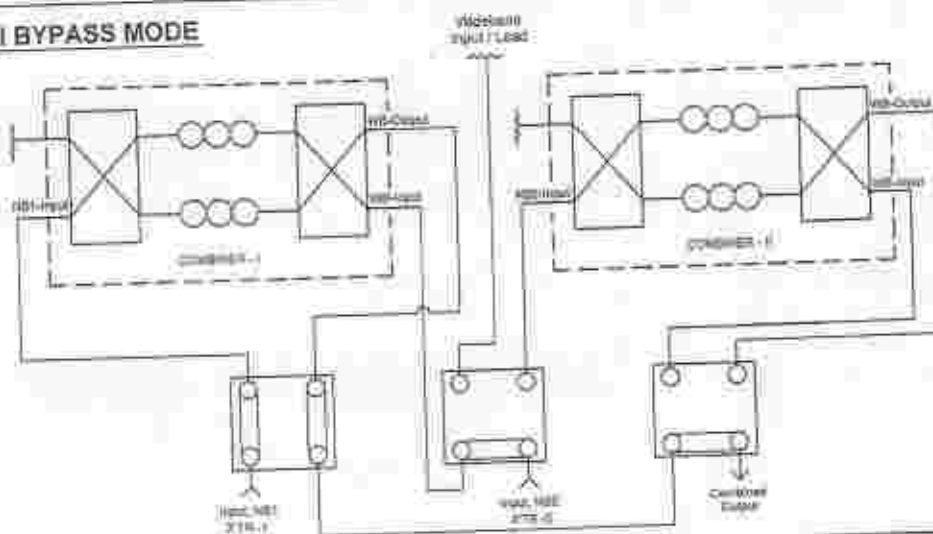 I BYPASS MODE
Wideband
Input / Load
WB-Output
WB-Output
NB1-Input
WB-Input
NB2-Input
WB-Input
COMBINER - I
COMBINER - II
Input, NB1
XTR-1
Input, NB2
XTR-2
Combined
Output